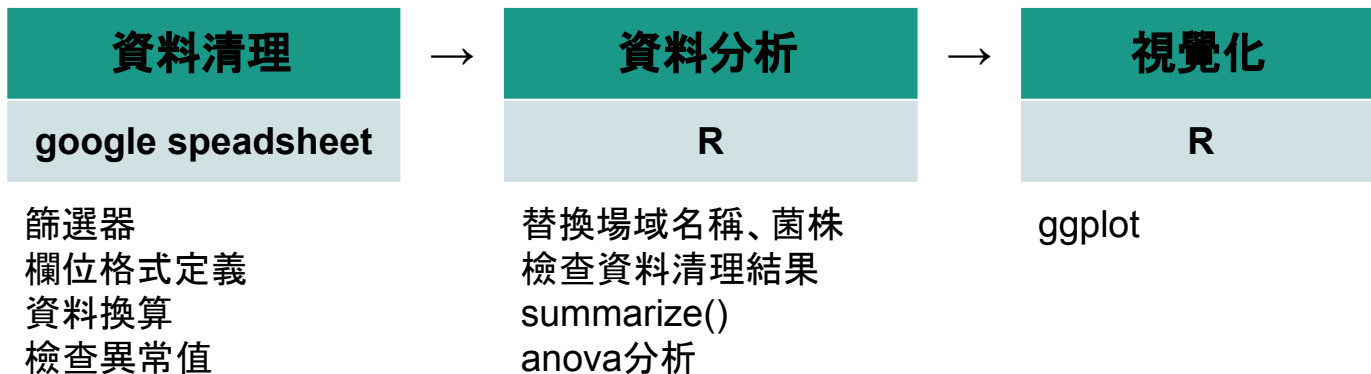 資料清理 → 資料分析 → 視覺化
google speadsheet R R
篩選器
欄位格式定義
資料換算
檢查異常值
替換場域名稱、菌株
檢查資料清理結果
summarize()
anova分析
ggplot